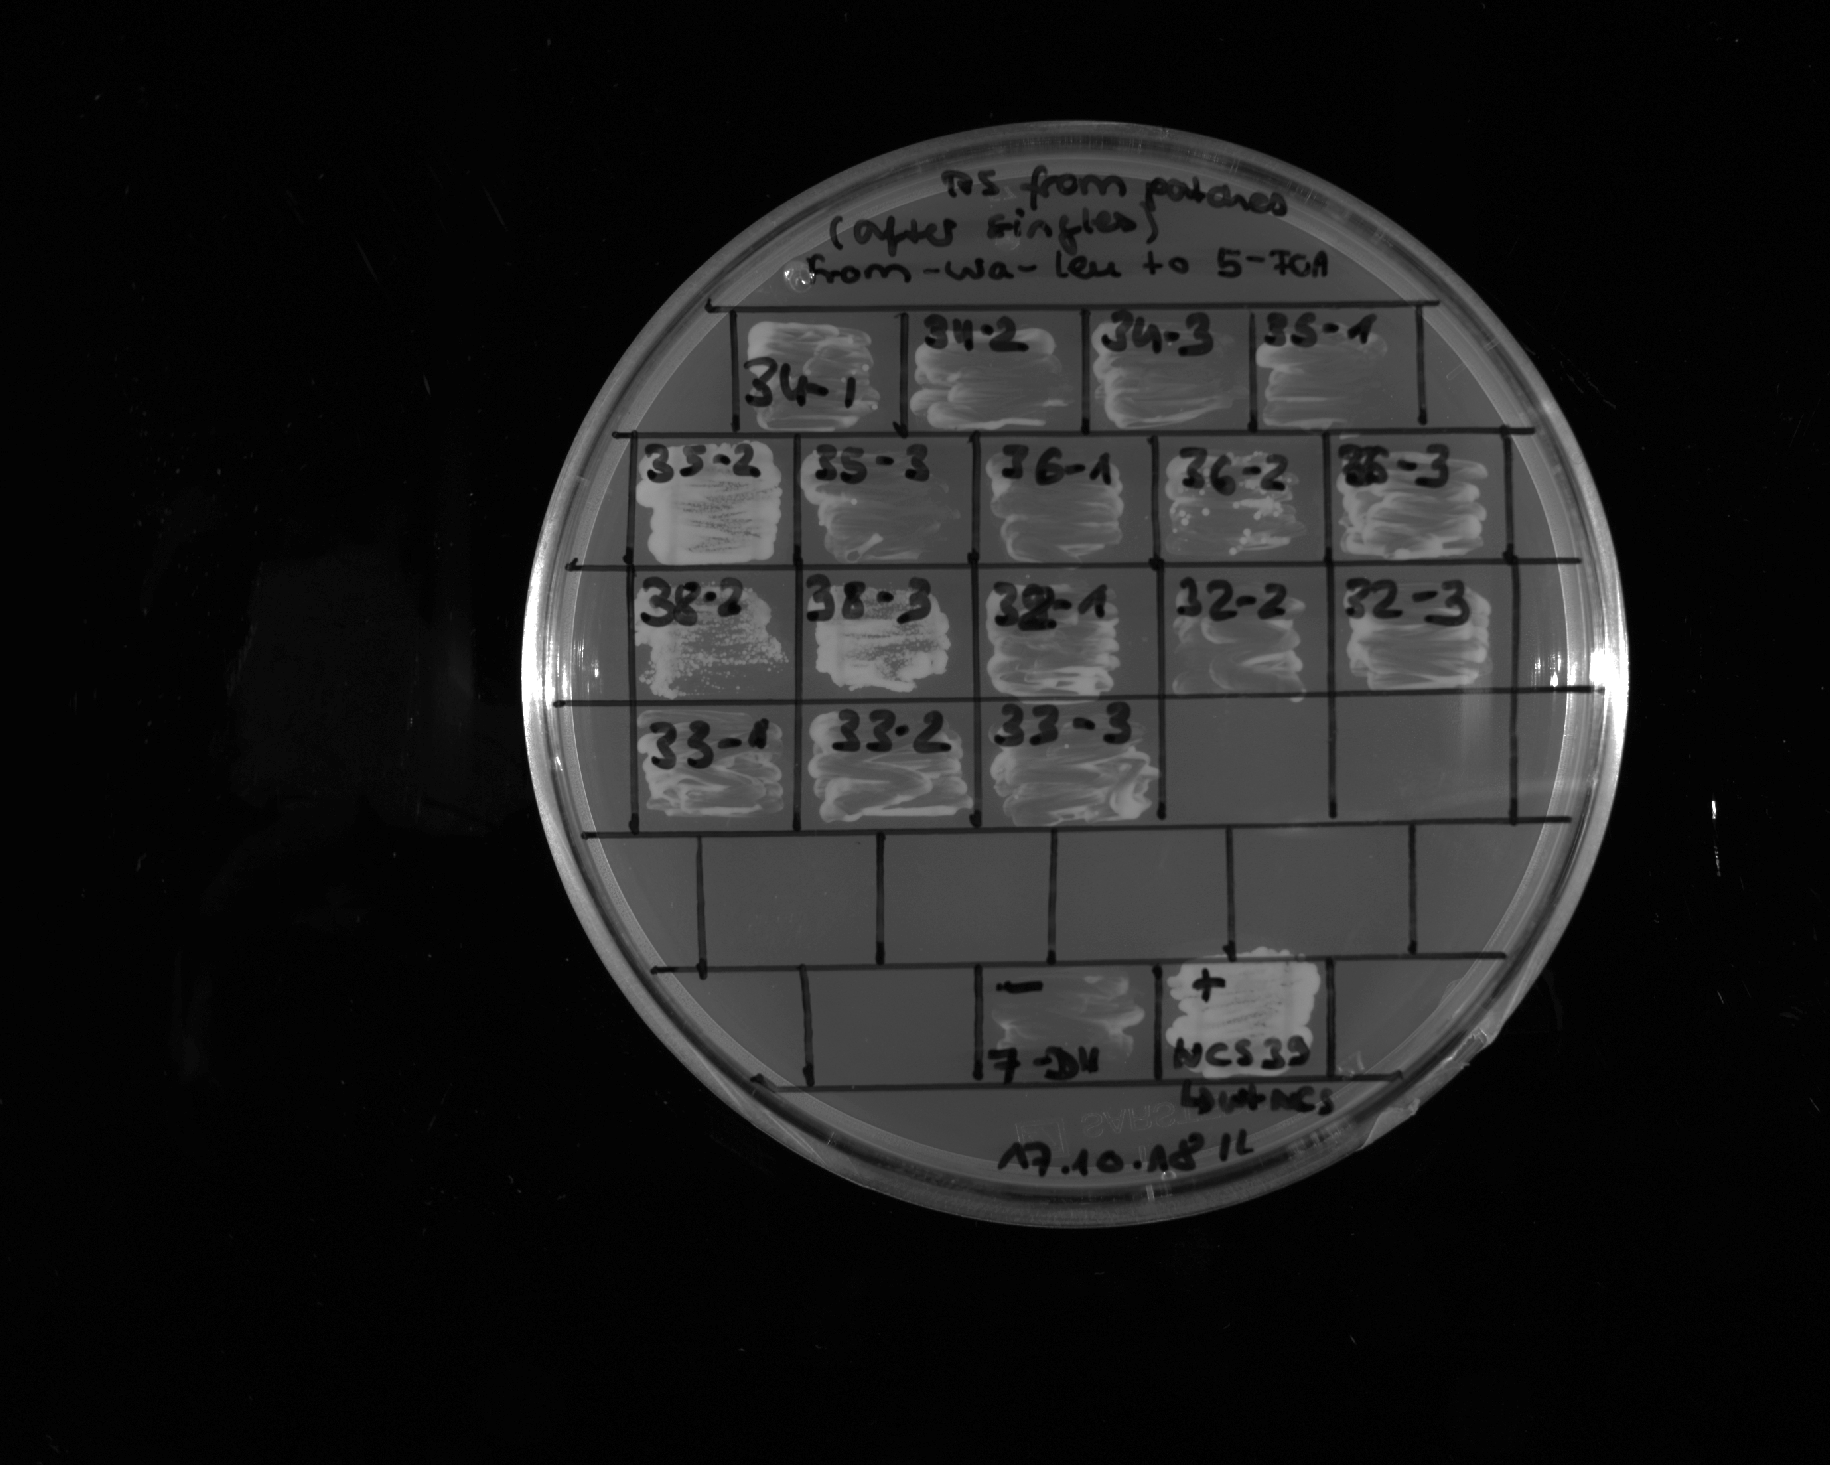 from patches
(after singles)
from -ura- leu to 5-FOA
34-1 34-2 34-3 35-1
35-2 35-3 36-1 36-2 36-3
38-2 38-3 32-1 32-2 32-3
33-1 33-2 33-3
- +
7-DH NCS39
NCS
17.10.18 IL